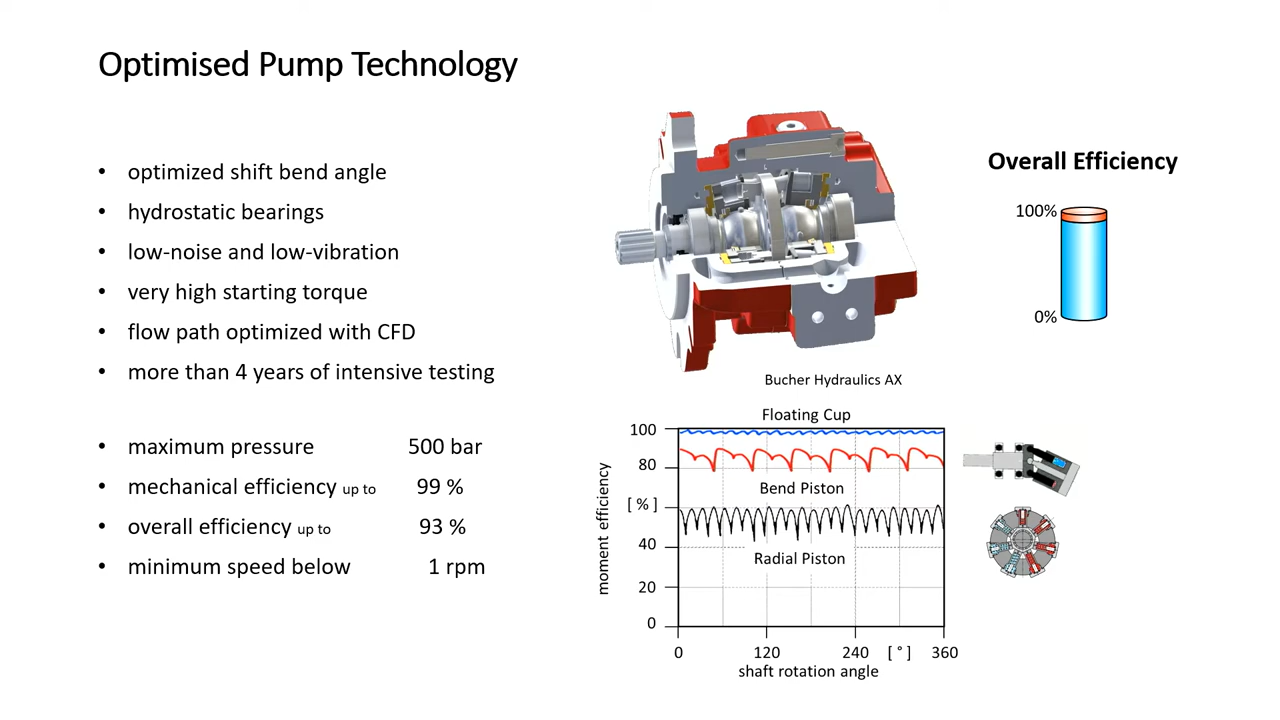 Optimised Pump Technology
• optimized shift bend angle
• hydrostatic bearings
• low-noise and low-vibration
• very high starting torque
• flow path optimized with CFD
• more than 4 years of intensive testing
• maximum pressure 500 bar
• mechanical efficiency up to 99 %
• overall efficiency up to 93 %
• minimum speed below 1 rpm
Bucher Hydraulics AX
Overall Efficiency
100%
0%
Floating Cup
100
80
Bend Piston
[ % ]
40
Radial Piston
20
0
moment efficiency
0 120 240 [ ° ] 360
shaft rotation angle